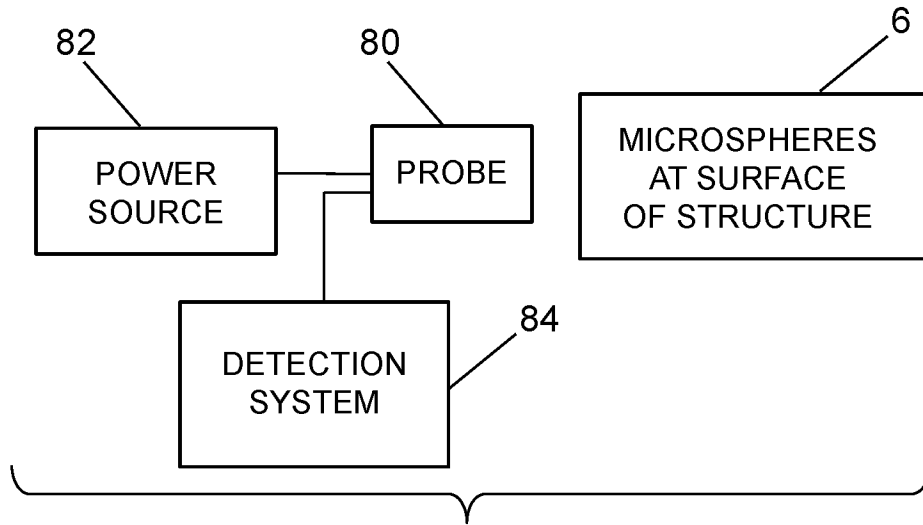 82
80
6
POWER
SOURCE
PROBE
MICROSPHERES
AT SURFACE
OF STRUCTURE
84
DETECTION
SYSTEM